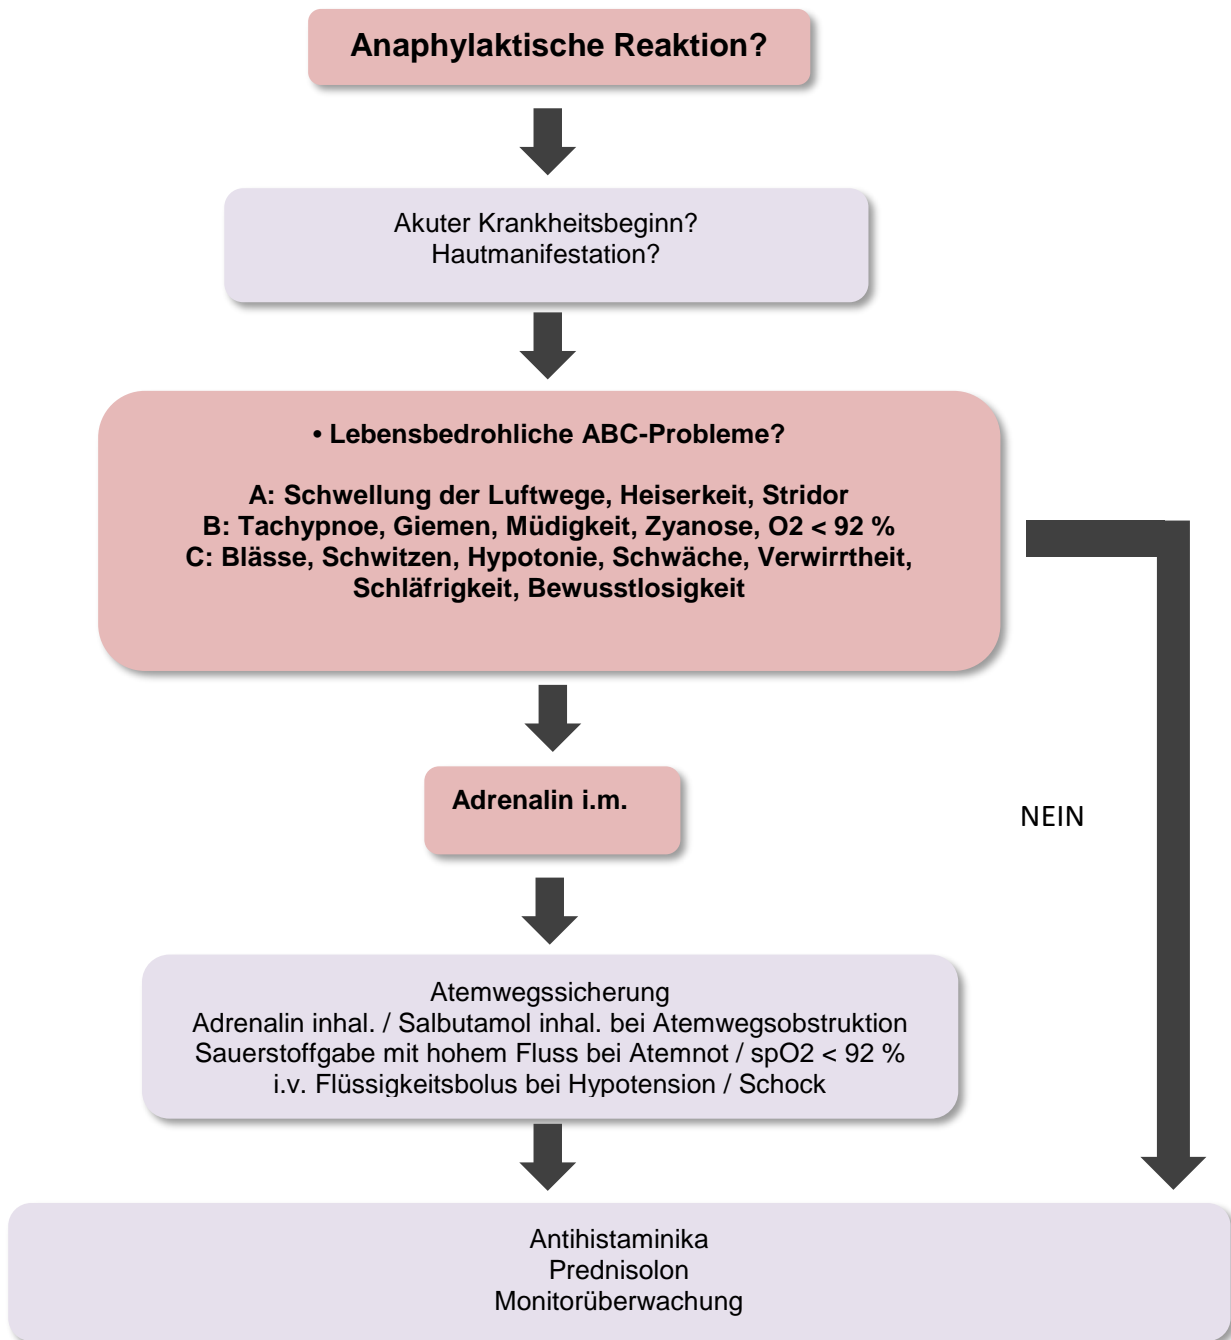 Anaphylaktische Reaktion?
Akuter Krankheitsbeginn?
Hautmanifestation?
• Lebensbedrohliche ABC-Probleme?
A: Schwellung der Luftwege, Heiserkeit, Stridor
B: Tachypnoe, Giemen, Müdigkeit, Zyanose, O2 < 92 %
C: Blässe, Schwitzen, Hypotonie, Schwäche, Verwirrtheit,
Schläfrigkeit, Bewusstlosigkeit
Adrenalin i.m.
NEIN
Atemwegssicherung
Adrenalin inhal. / Salbutamol inhal. bei Atemwegsobstruktion
Sauerstoffgabe mit hohem Fluss bei Atemnot / spO2 < 92 %
i.v. Flüssigkeitsbolus bei Hypotension / Schock
Antihistaminika
Prednisolon
Monitorüberwachung